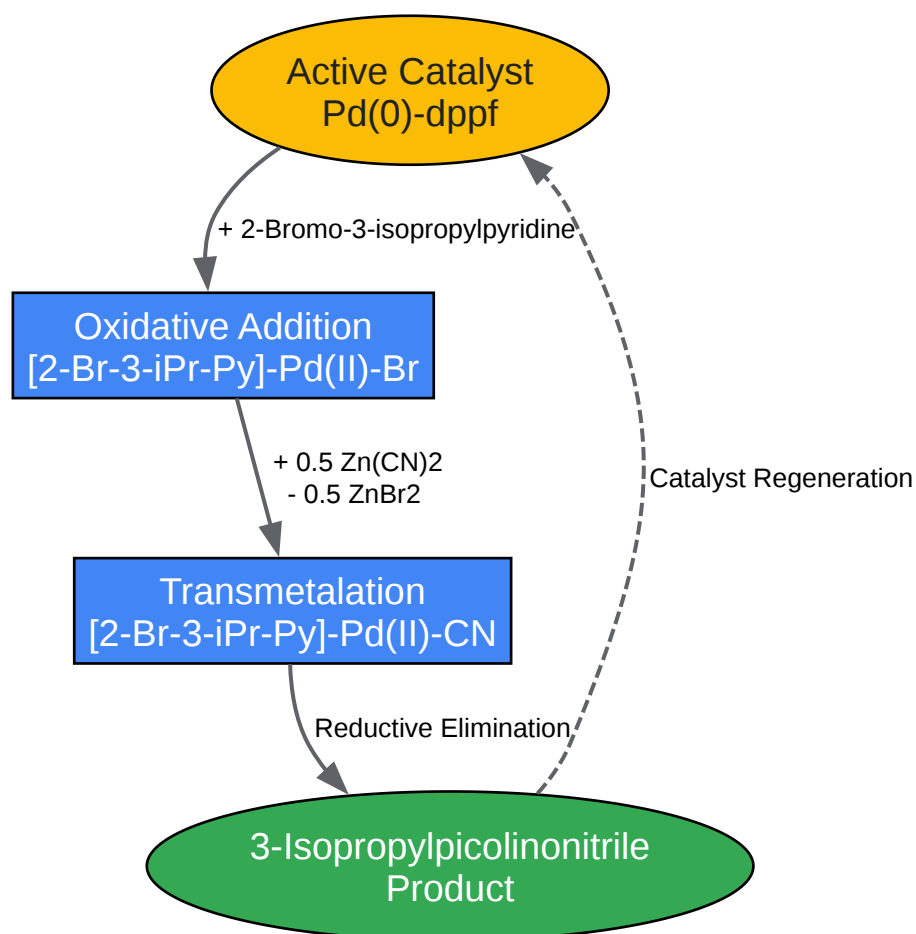 Active Catalyst
Pd(0)-dppf
+ 2-Bromo-3-isopropylpyridine
Oxidative Addition
[2-Br-3-iPr-Py]-Pd(II)-Br
+ 0.5 Zn(CN)2
- 0.5 ZnBr2
Catalyst Regeneration
Transmetalation
[2-Br-3-iPr-Py]-Pd(II)-CN
Reductive Elimination
3-Isopropylpicolinonitrile
Product